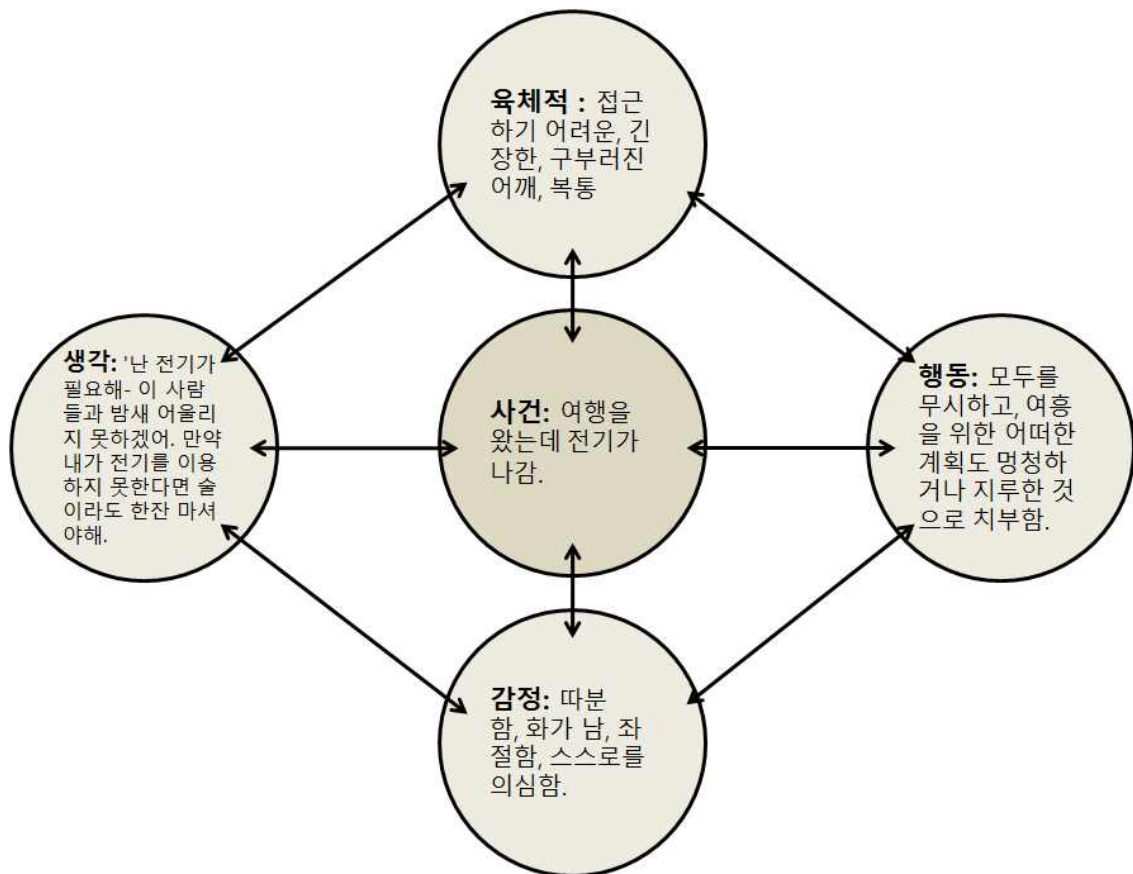 육체적 : 접근
하기 어려운, 긴
장한, 구부러진
어깨, 복통
생각: '난 전기가
필요해- 이 사람
들과 밤새 어울리
지 못하겠어. 만약
내가 전기를 이용
하지 못한다면 술
이라도 한잔 마셔
야해.
사건: 여행을
왔는데 전기가
나감.
행동: 모두를
무시하고, 여흥
을 위한 어떠한
계획도 멍청하
거나 지루한 것
으로 치부함.
감정: 따분
함, 화가 남, 좌
절함, 스스로를
의심함.